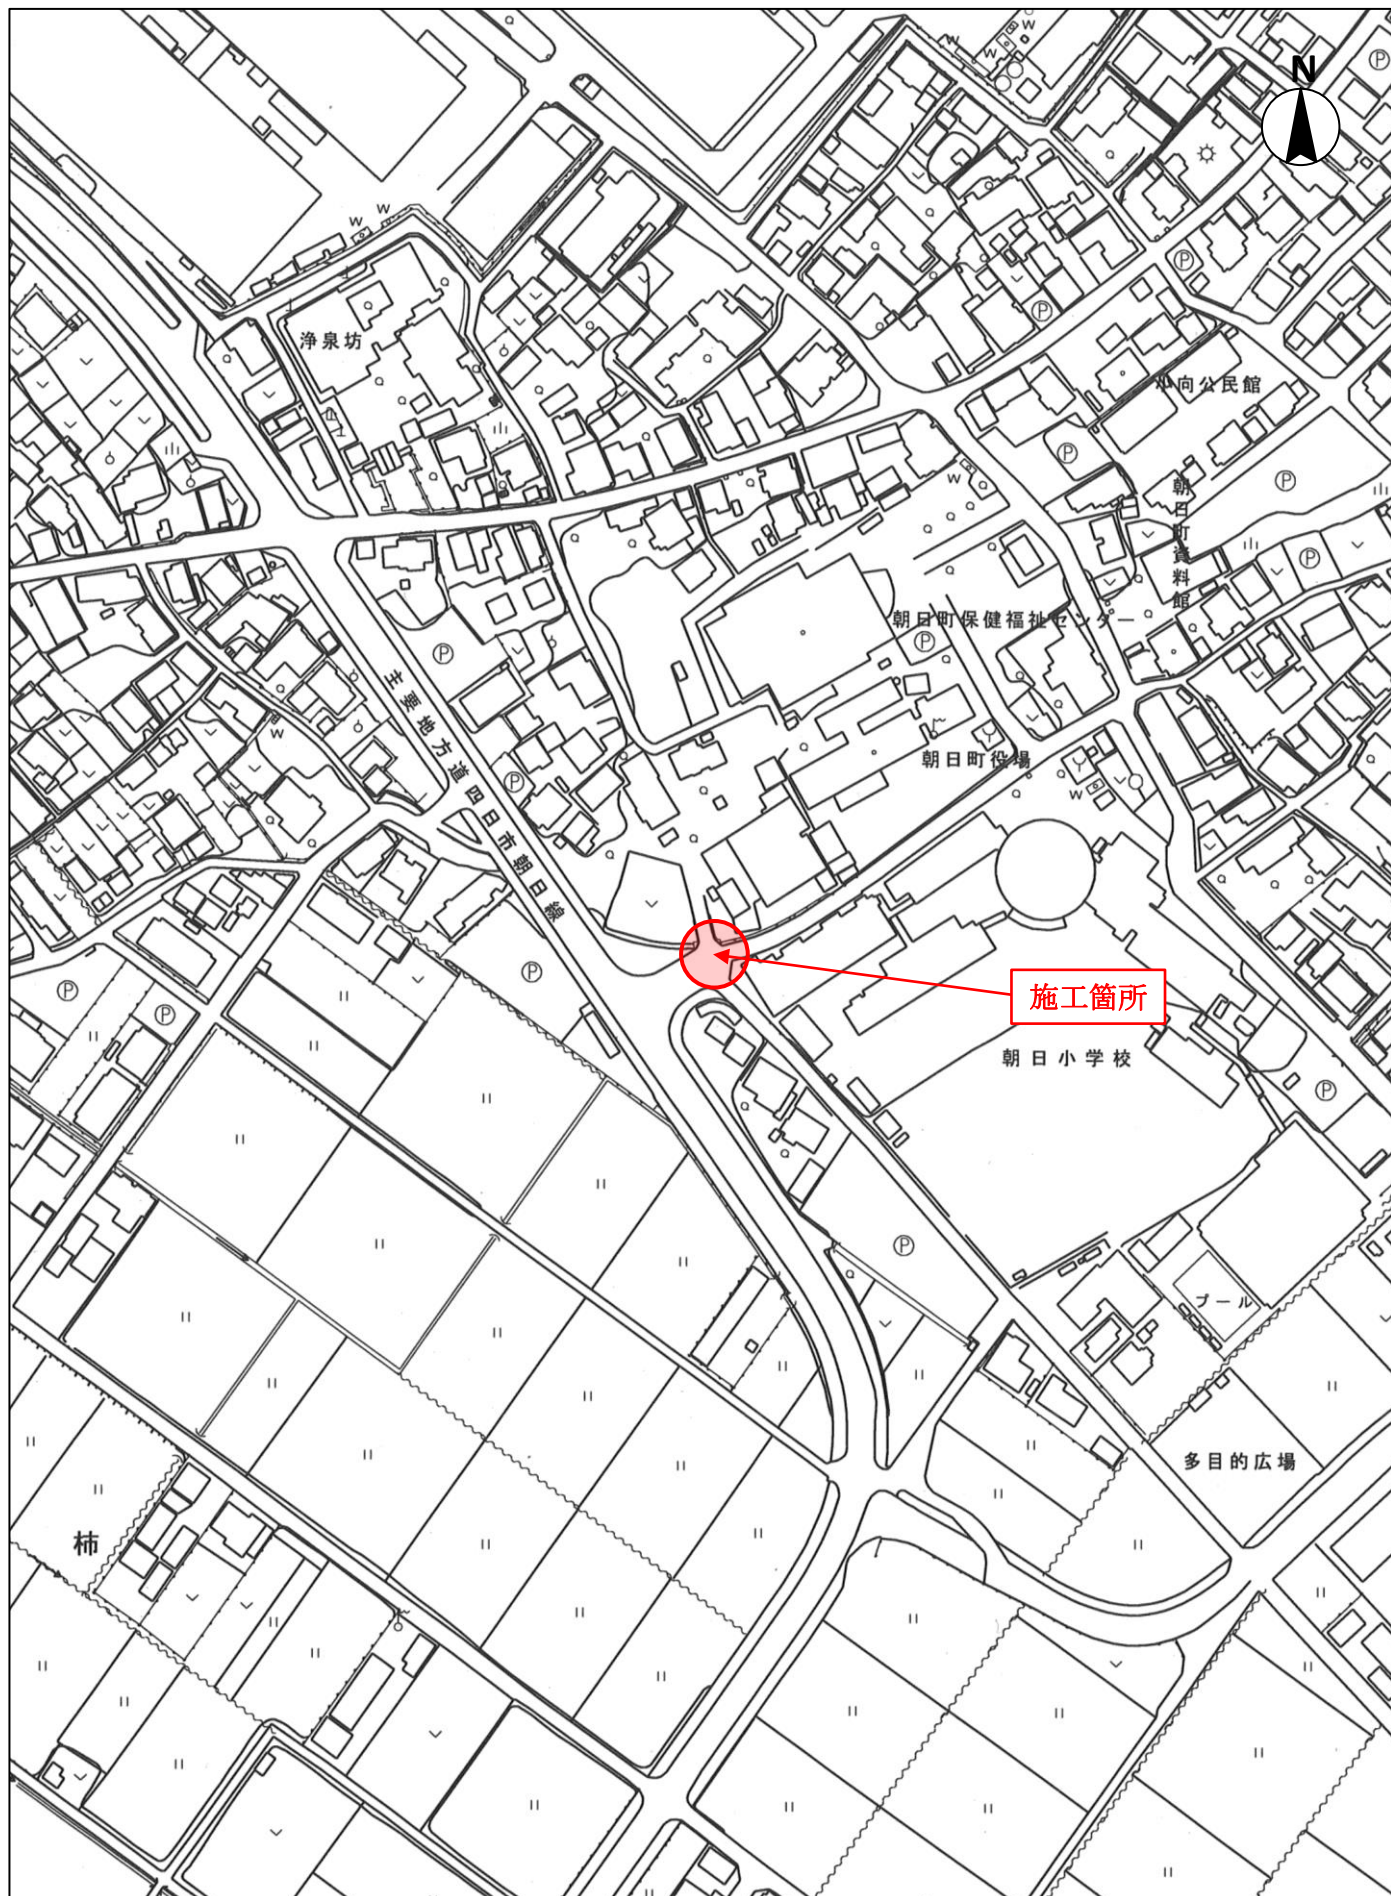 N
浄泉坊
小向公民館
朝日町資料館
朝日町保健福祉センター
主要地方道四日市朝日線
朝日町役場
施工箇所
朝日小学校
プール
多目的広場
柿